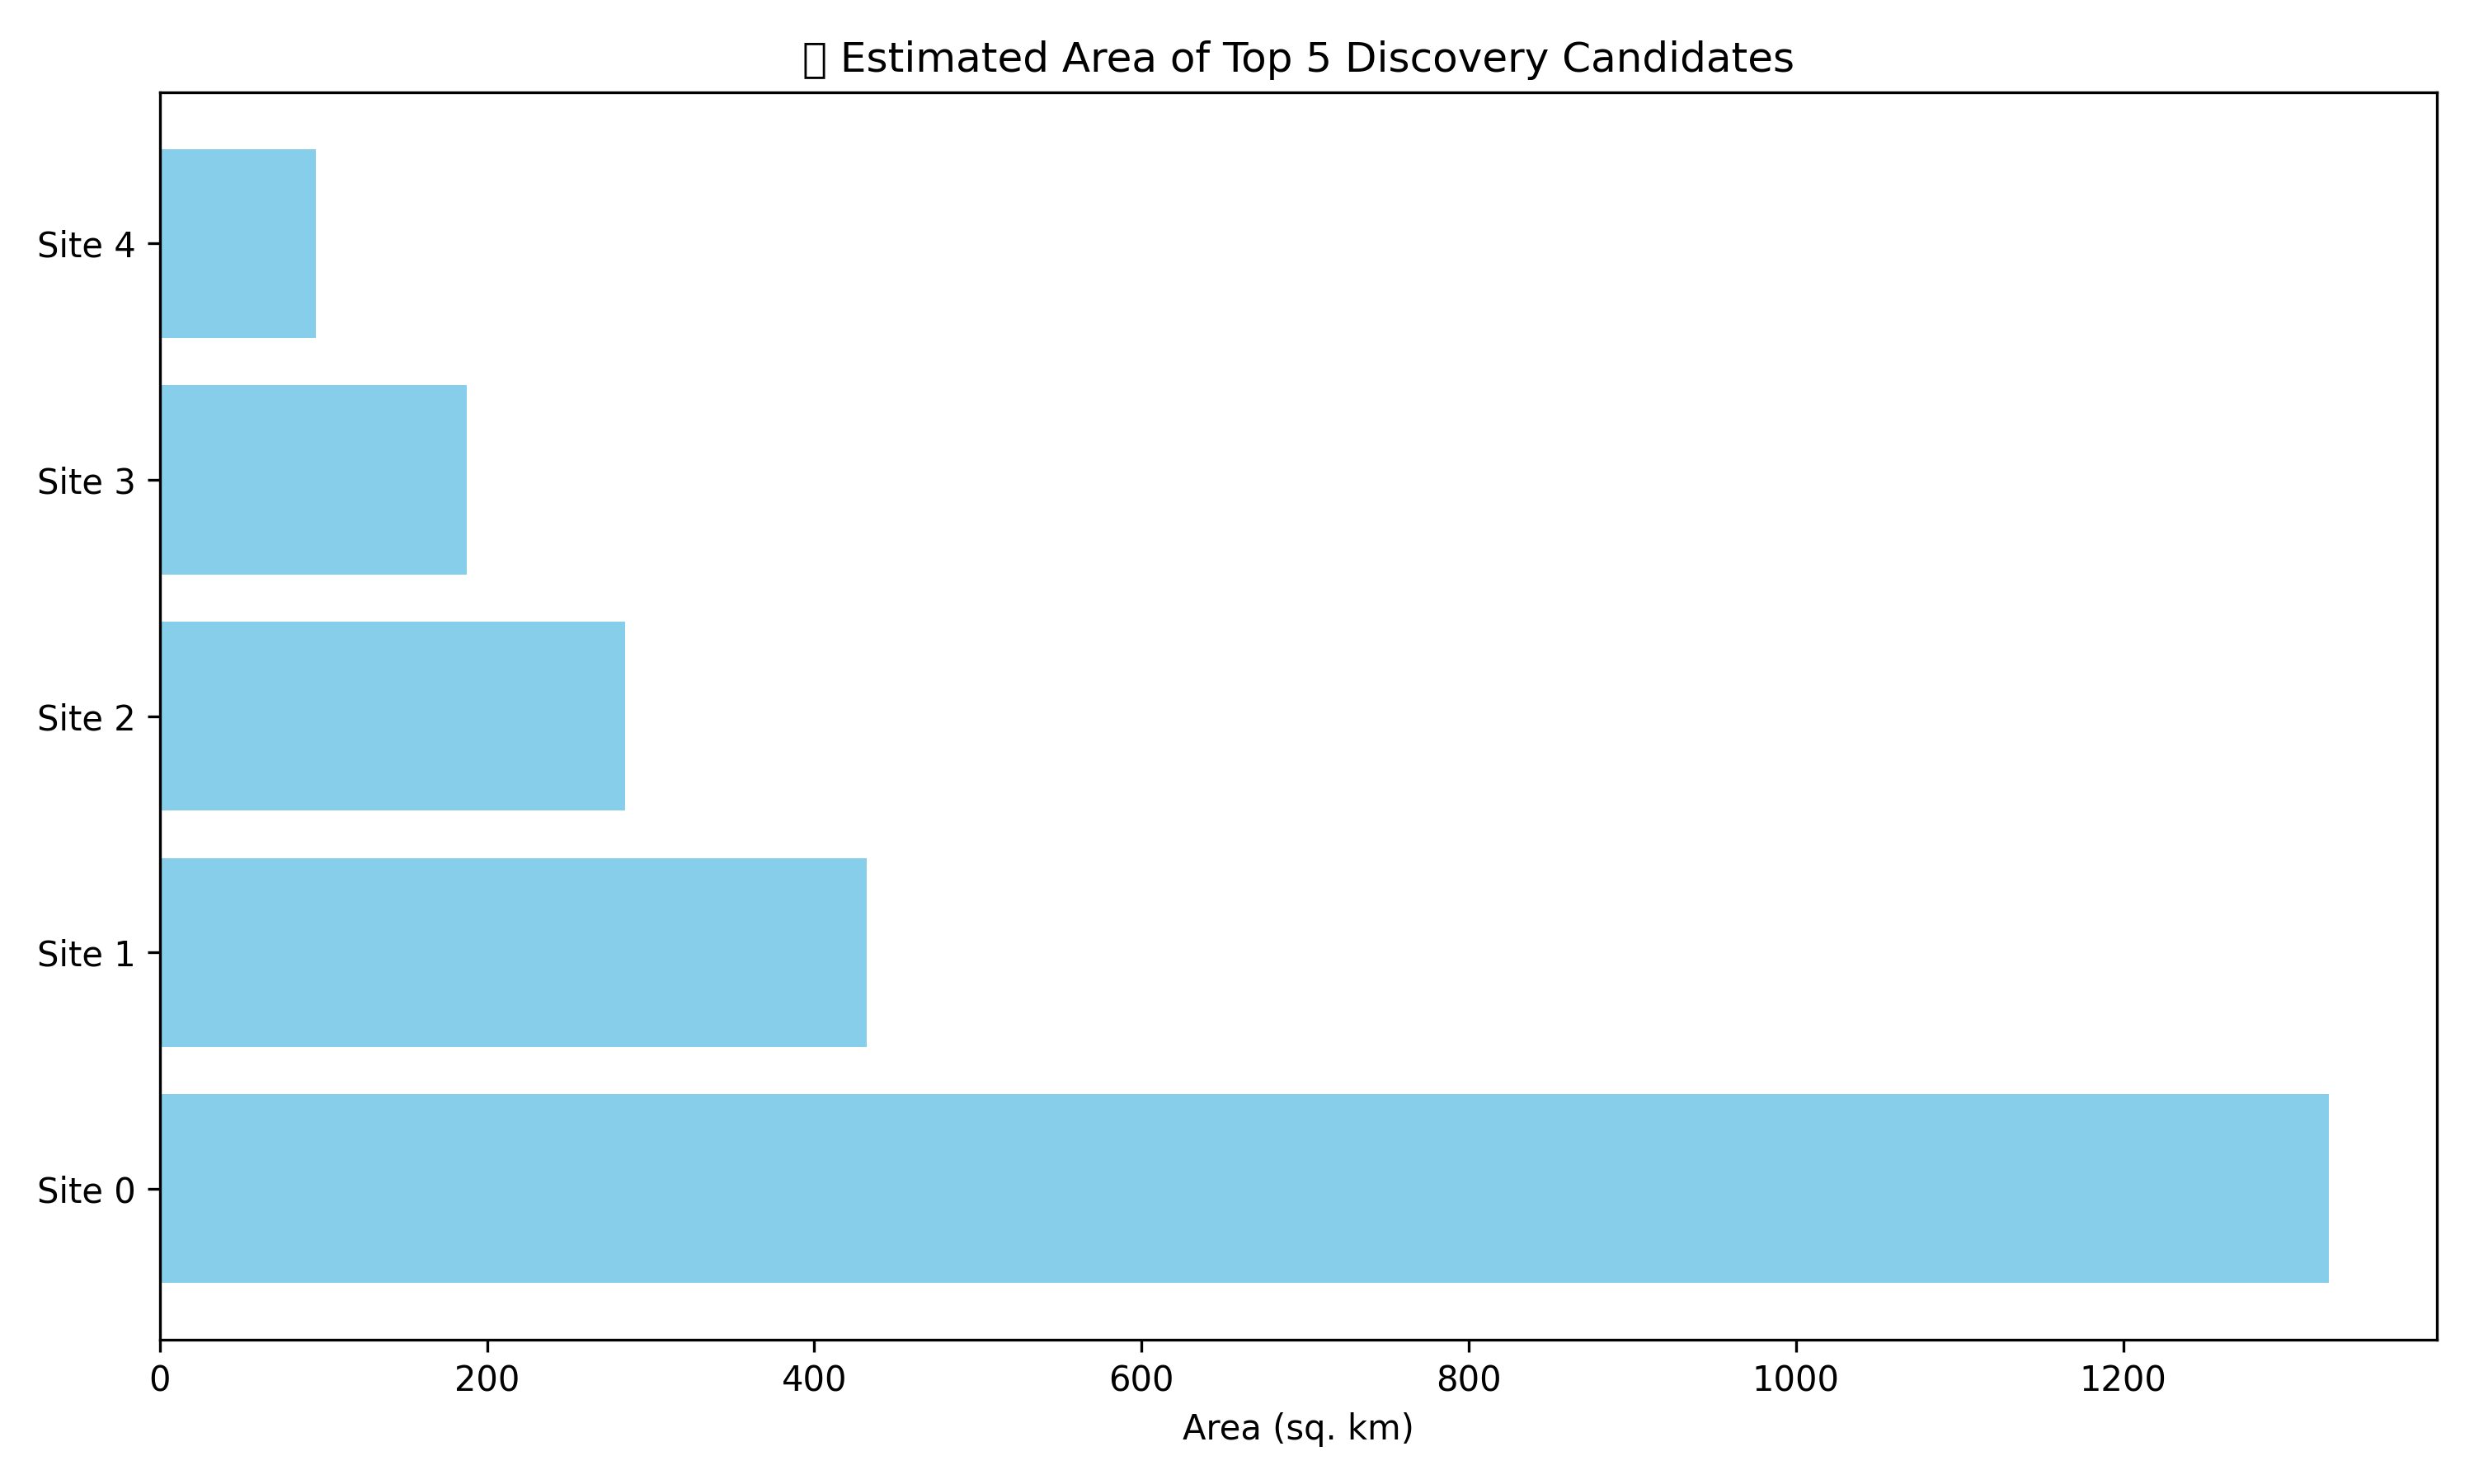 ▯ Estimated Area of Top 5 Discovery Candidates
Site 4
Site 3
Site 2
Site 1
Site 0
0 200 400 600 800 1000 1200
Area (sq. km)